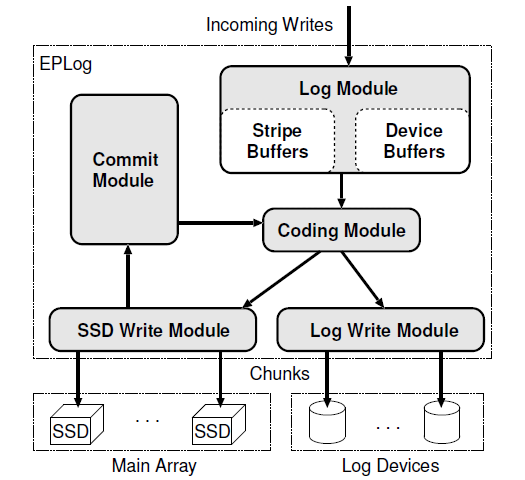 Incoming Writes
EPLog
Log Module
Stripe
Buffers
Device
Buffers
Commit
Module
Coding Module
SSD Write Module
Log Write Module
Chunks
SSD
. . .
SSD
. . .
Main Array
Log Devices